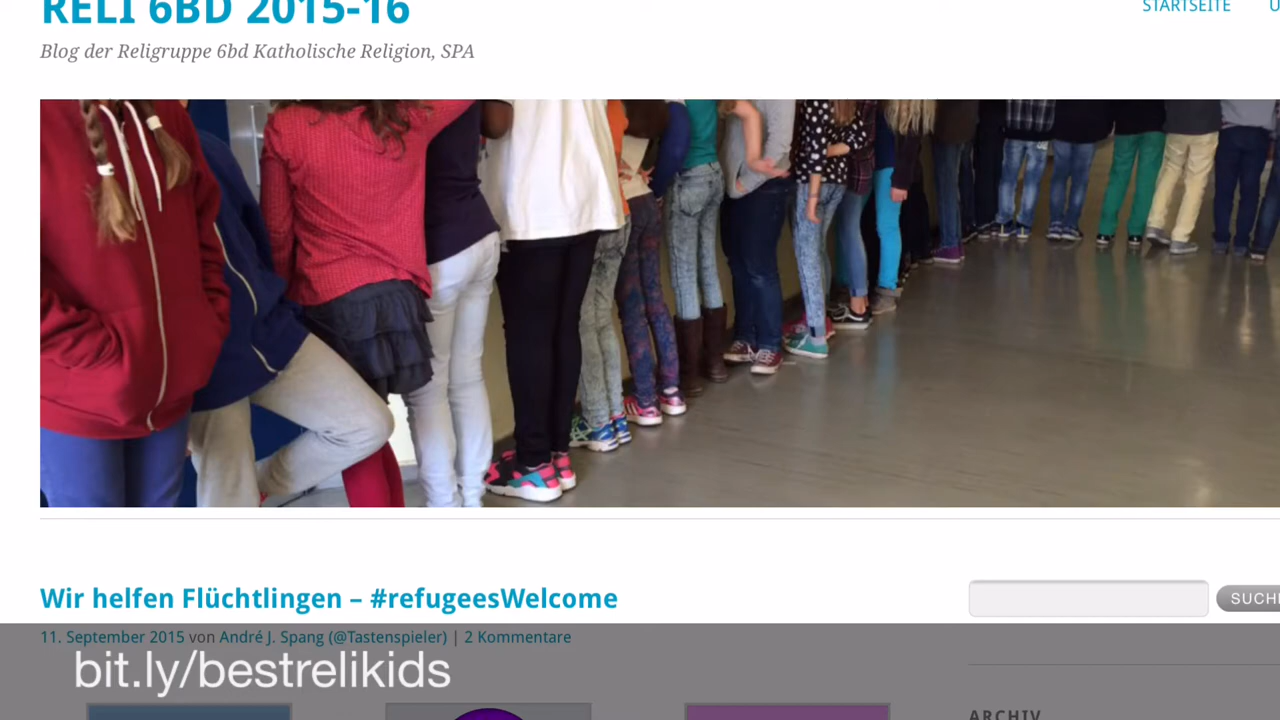 RELI 6BD 2015-16
STARTSEITE
Blog der Religruppe 6bd Katholische Religion, SPA
Wir helfen Flüchtlingen – #refugeesWelcome
SUCH
11. September 2015 von André J. Spang (@Tastenspieler) | 2 Kommentare
bit.ly/bestrelikids
ARCHIV